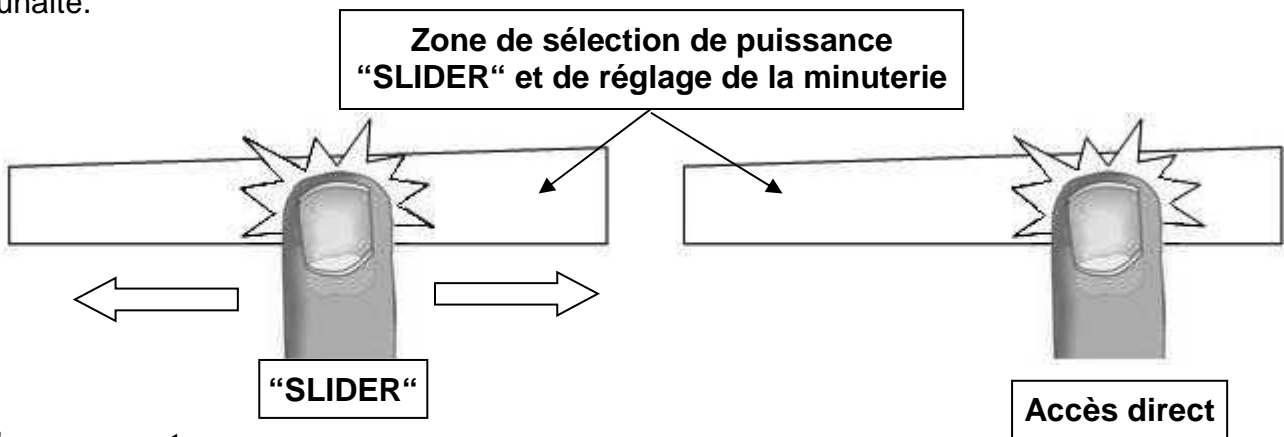 Zone de sélection de puissance
“SLIDER“ et de réglage de la minuterie
“SLIDER“
Accès direct